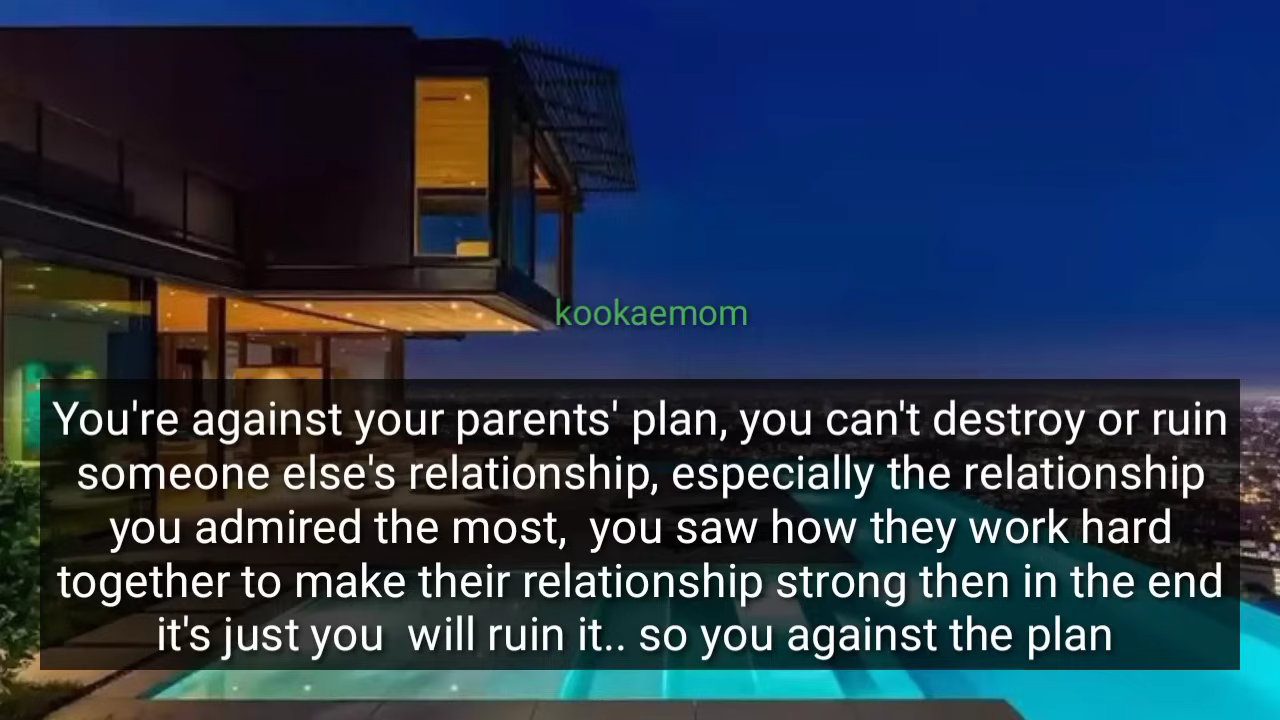 kookaemom
You're against your parents' plan, you can't destroy or ruin
someone else's relationship, especially the relationship
you admired the most,  you saw how they work hard
together to make their relationship strong then in the end
it's just you  will ruin it.. so you against the plan